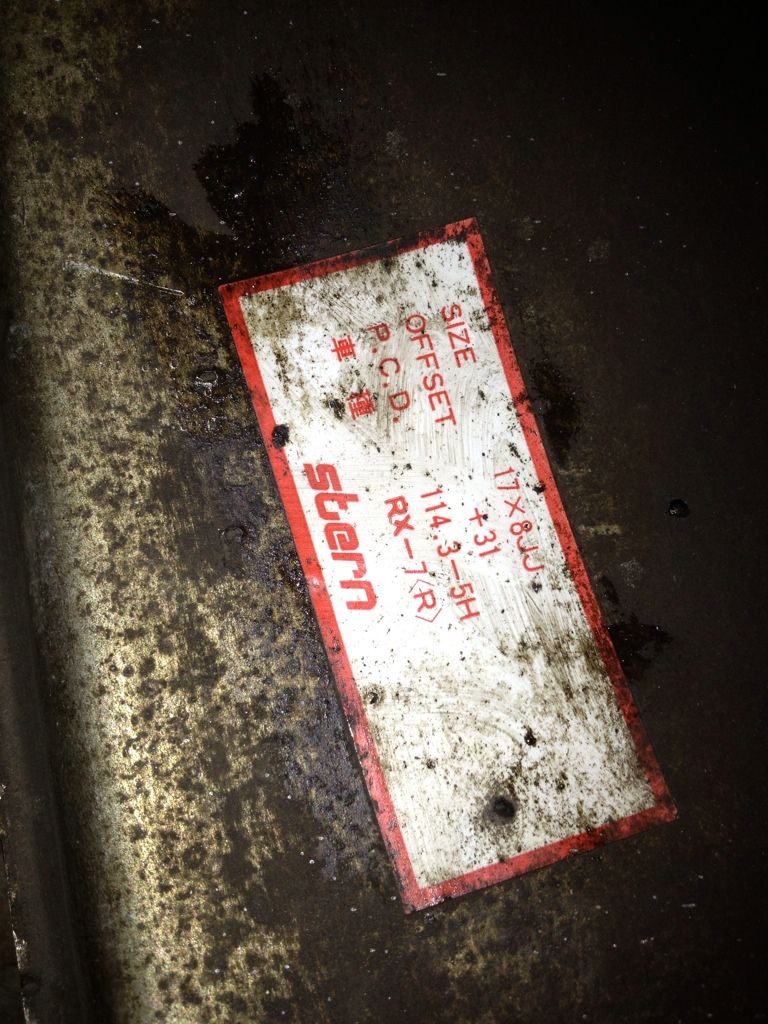 SIZE 17×8JJ
OFFSET +31
P.C.D. 114.3-5H
車種 RX-7〈R〉
stern